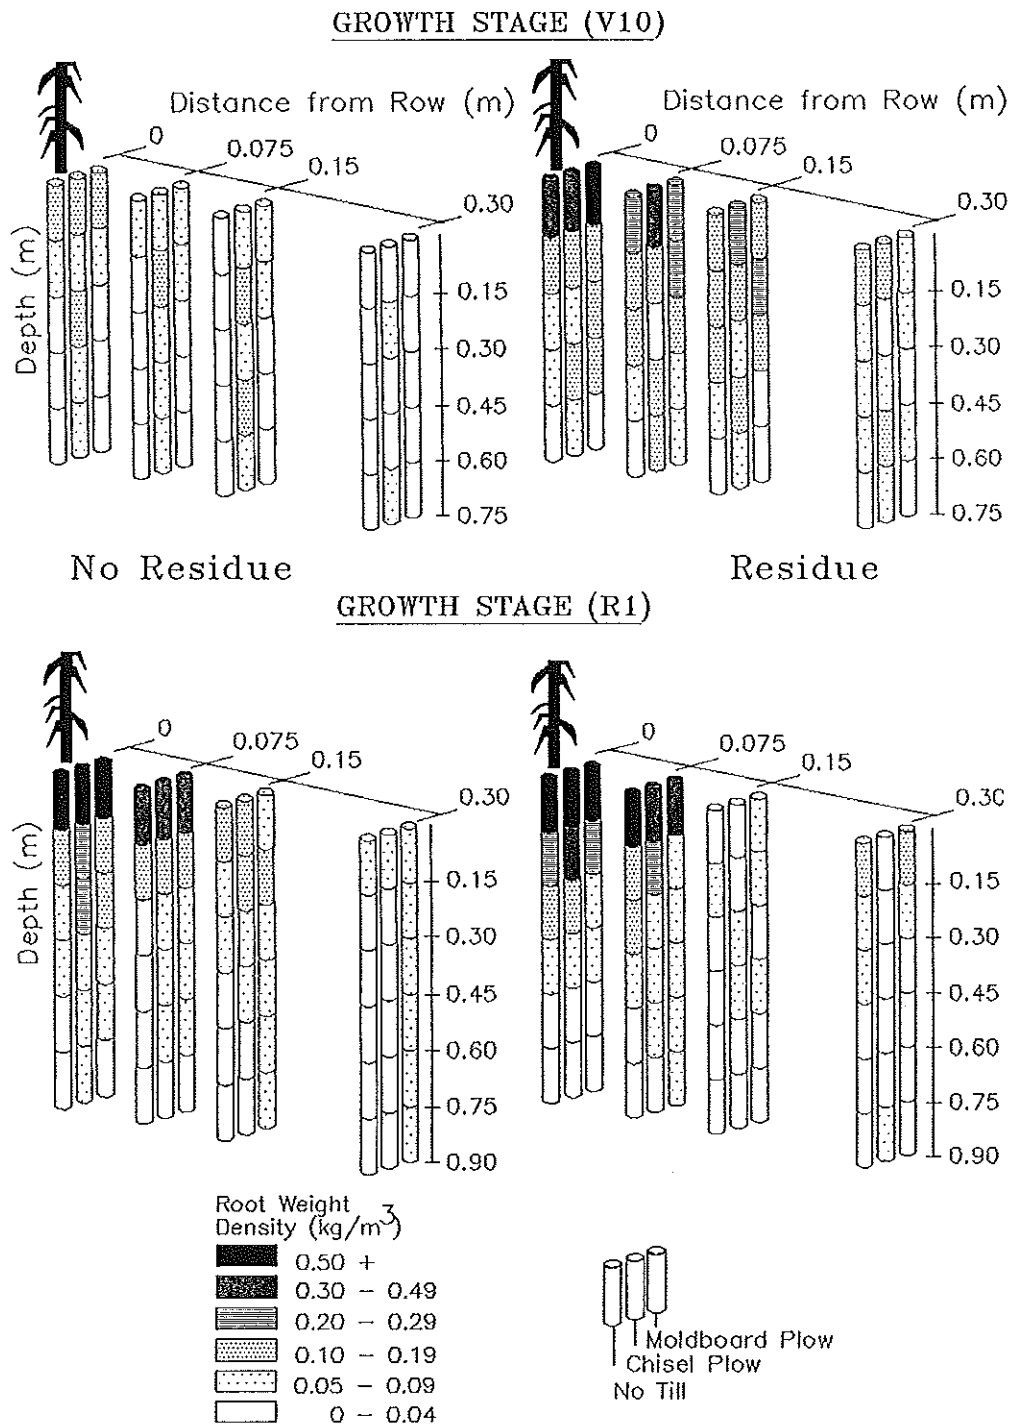 GROWTH STAGE (V10)
Distance from Row (m)
0
0.075
0.15
0.30
Depth (m)
0.15
0.30
0.45
0.60
0.75
Distance from Row (m)
0
0.075
0.15
0.30
0.15
0.30
0.45
0.60
0.75
No Residue
Residue
GROWTH STAGE (R1)
0
0.075
0.15
0.30
Depth (m)
0.15
0.30
0.45
0.60
0.75
0.90
0
0.075
0.15
0.30
0.15
0.30
0.45
0.60
0.75
0.90
Root Weight
Density (kg/m3)
0.50 +
0.30 – 0.49
0.20 – 0.29
0.10 – 0.19
0.05 – 0.09
0 – 0.04
Moldboard Plow
Chisel Plow
No Till